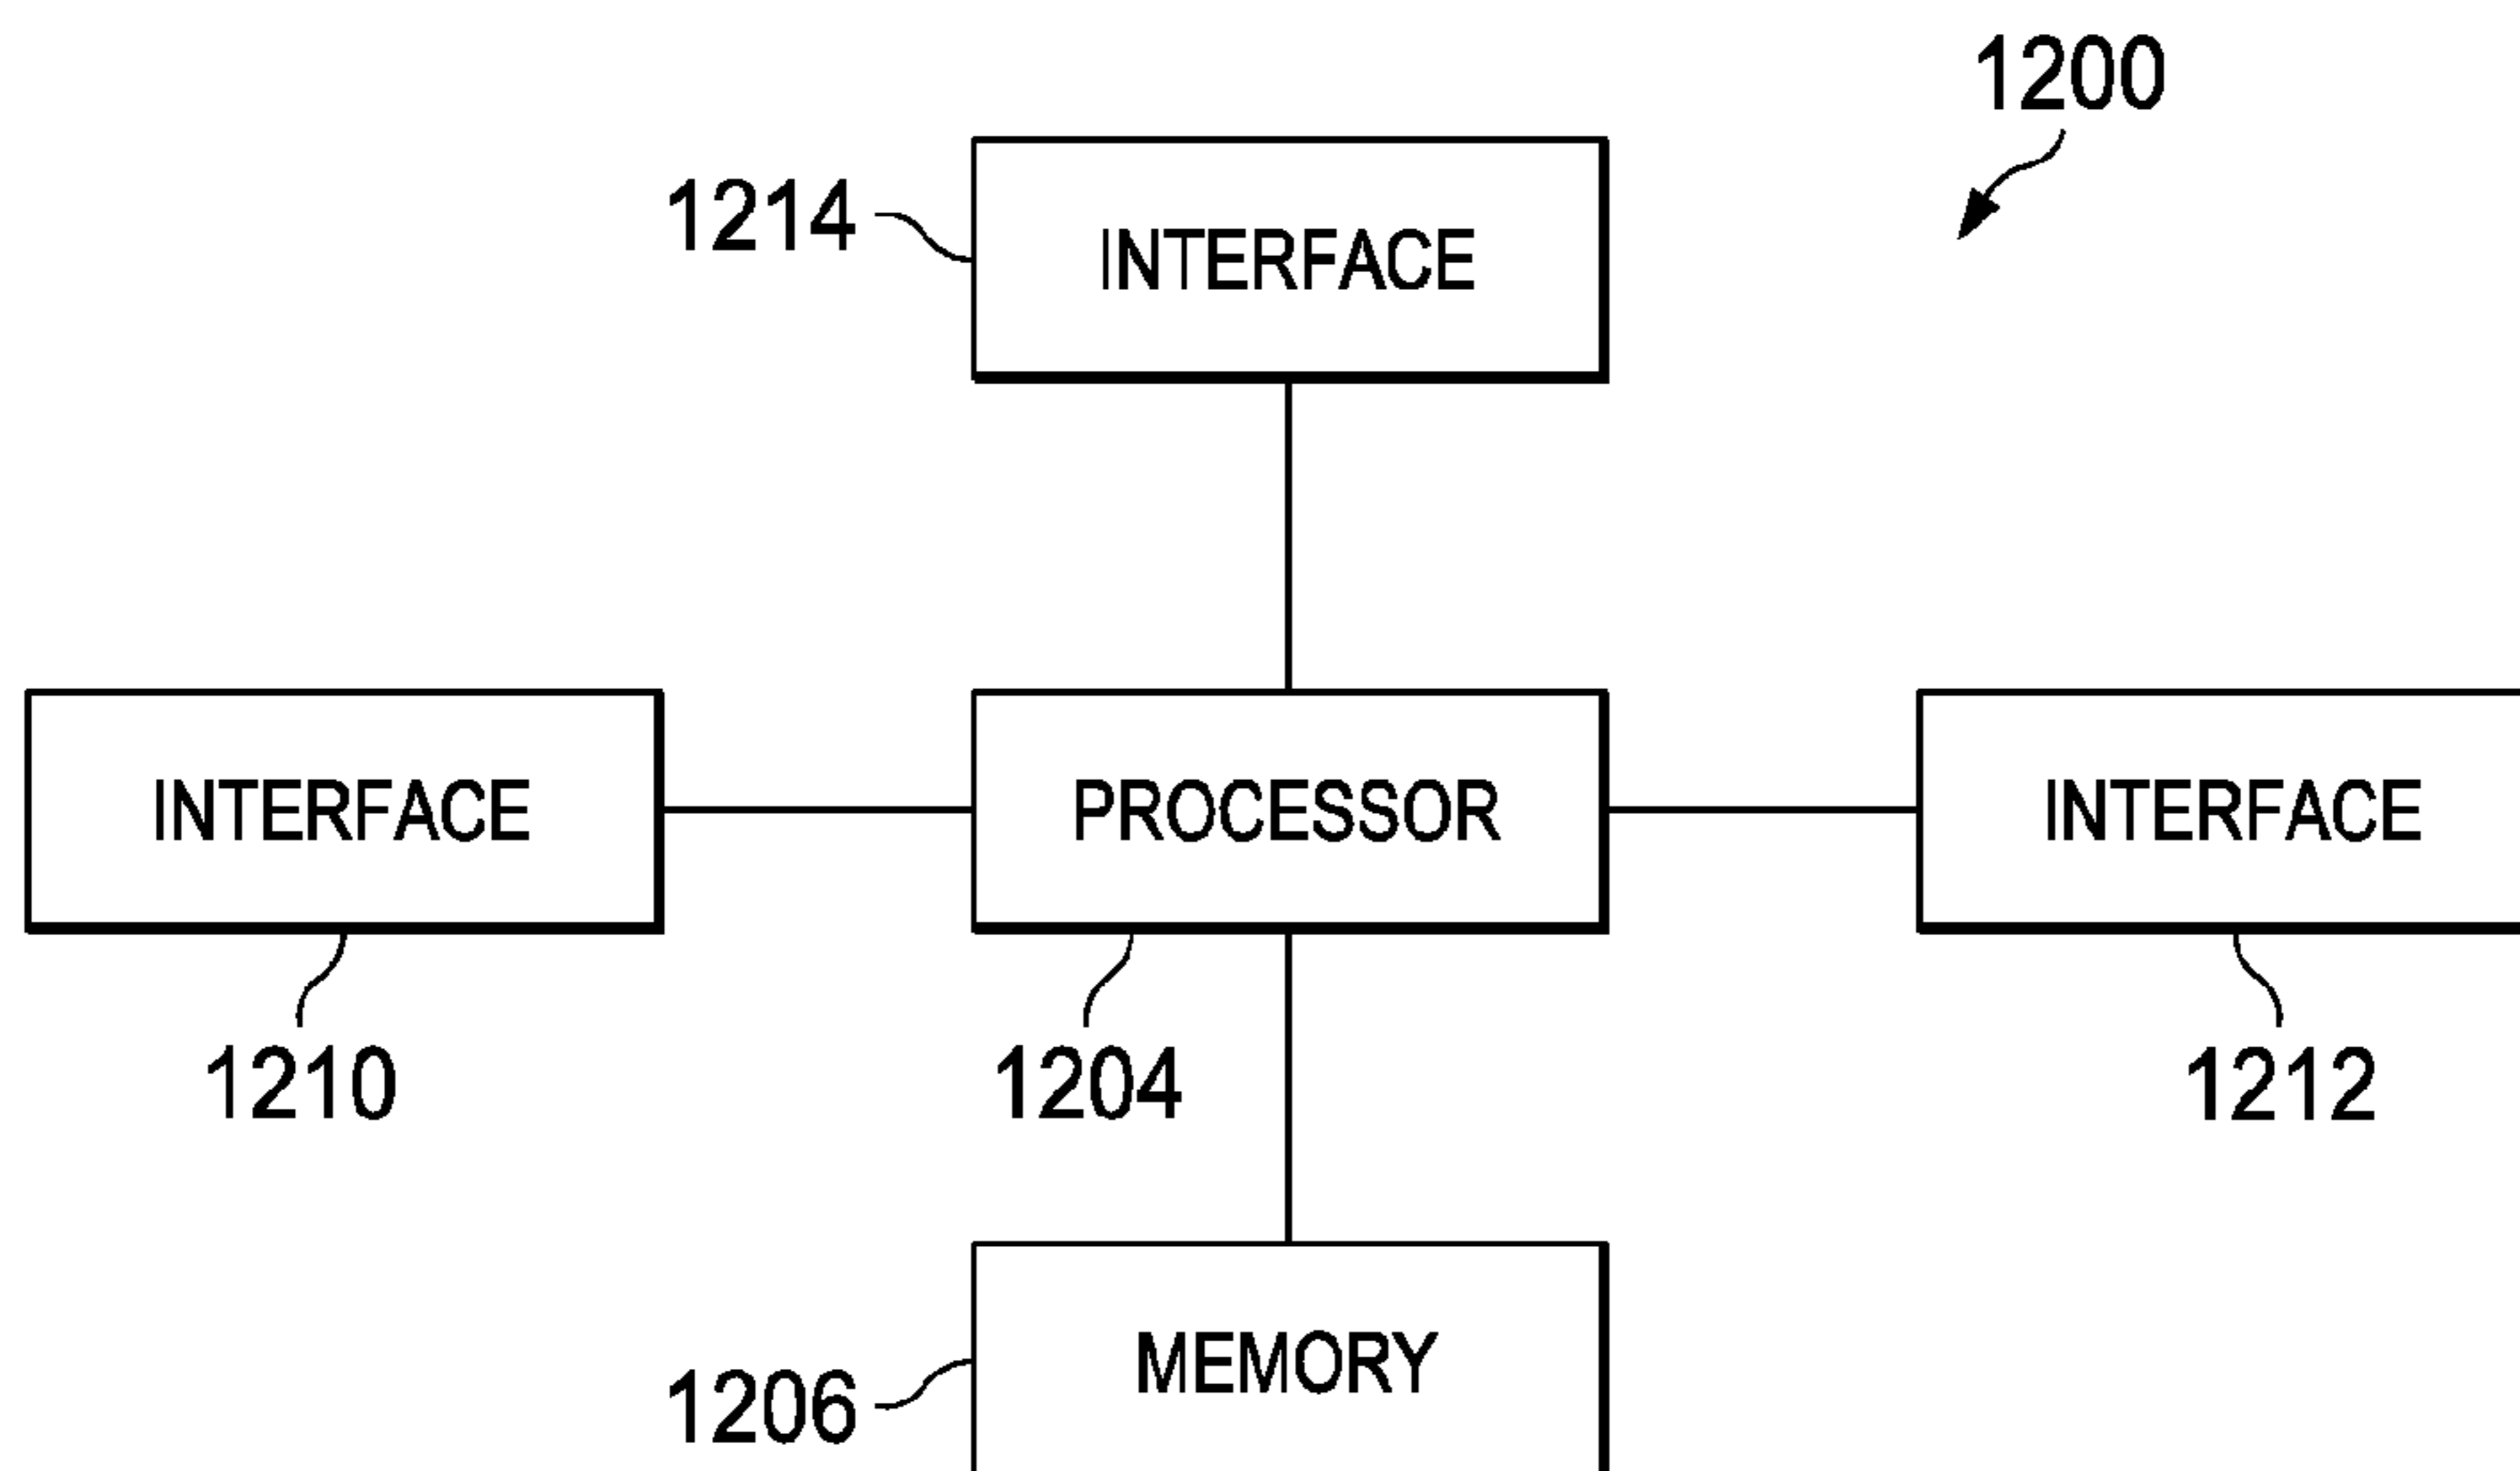 1200
1214
INTERFACE
INTERFACE
PROCESSOR
INTERFACE
1210
1204
1212
MEMORY
1206